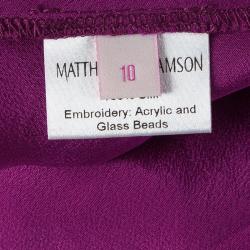 MATTH AMSON
10
Embroidery: Acrylic and
Glass Beads